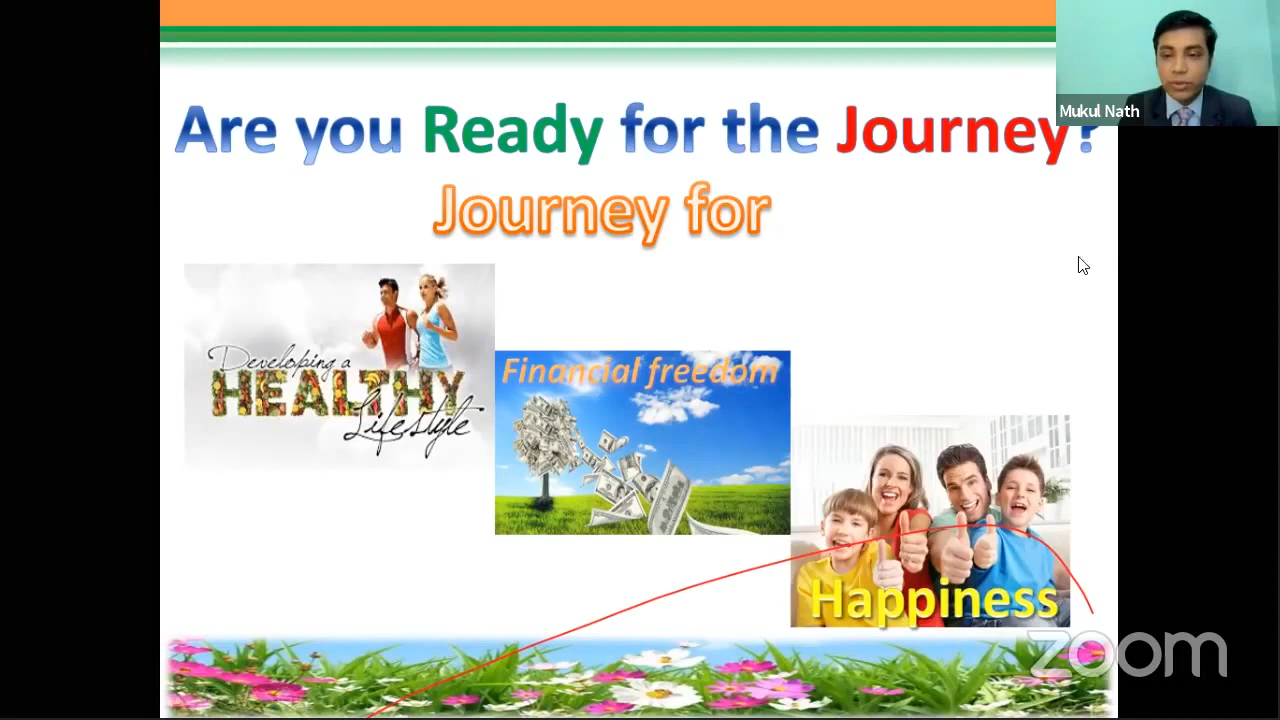 Mukul Nath
Are you Ready for the Journey?
Journey for
Developing a
HEALTHY
Lifestyle
Financial freedom
Happiness
zoom